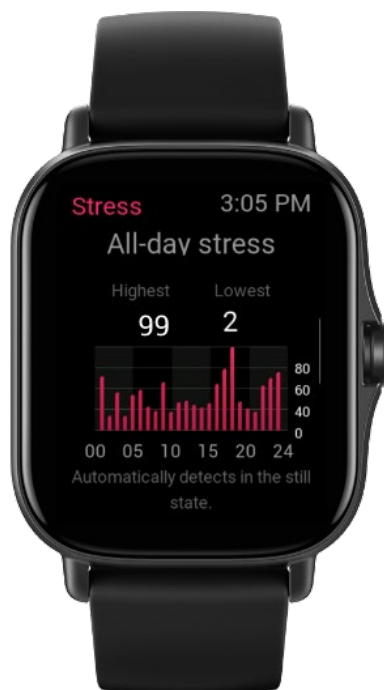 Stress 3:05 PM
All-day stress
Highest Lowest
99 2
80
60
40
0
00 05 10 15 20 24
Automatically detects in the still
state.